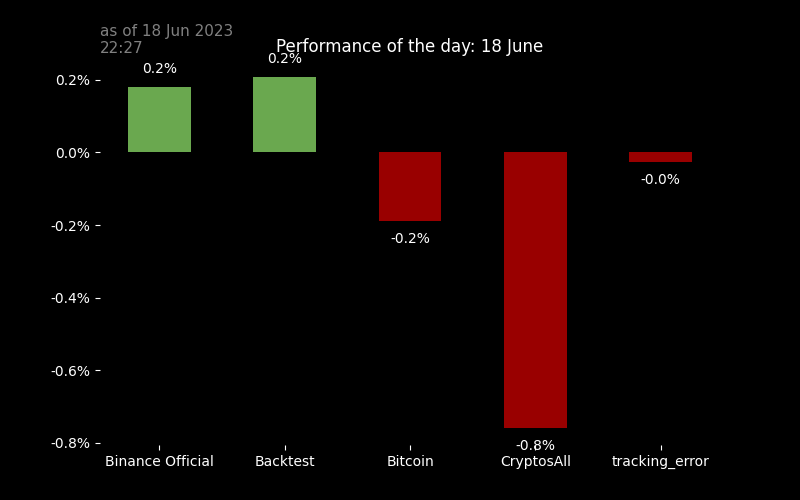 as of 18 Jun 2023
22:27
Performance of the day: 18 June
0.2%
0.0%
-0.2%
-0.4%
-0.6%
-0.8%
0.2%
0.2%
-0.2%
-0.8%
-0.0%
Binance Official
Backtest
Bitcoin
CryptosAll
tracking_error